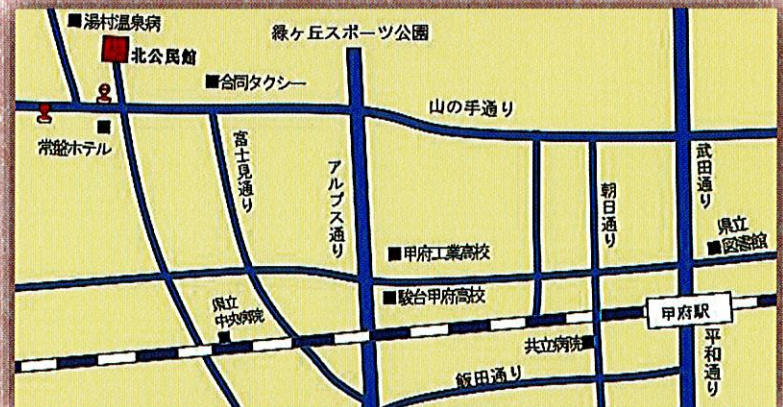 湯村温泉病
北公民館
緑ヶ丘スポーツ公園
合同タクシー
山の手通り
常盤ホテル
富士見通り
アルプス通り
朝日通り
武田通り
県立
図書館
甲府工業高校
駿台甲府高校
県立
中央病院
甲府駅
共立病院
飯田通り
平和通り